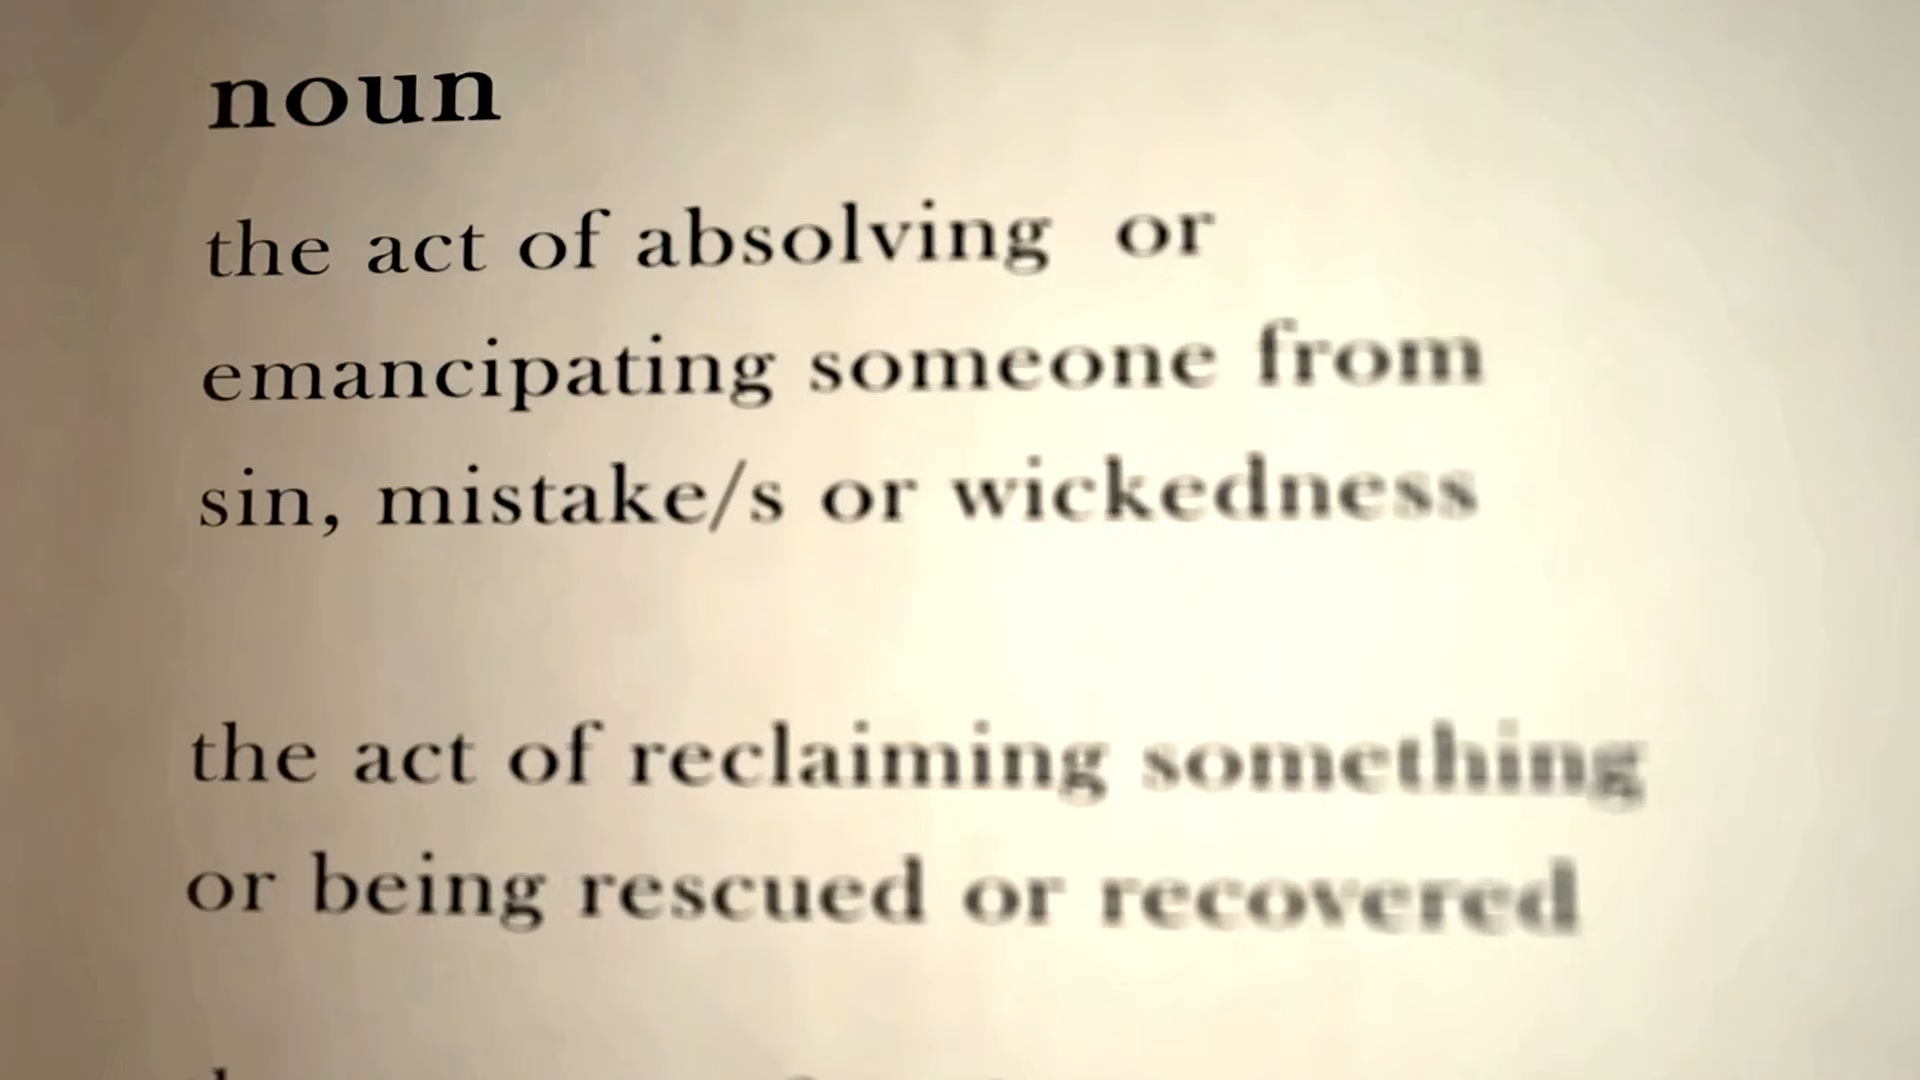 noun
the act of absolving or
emancipating someone from
sin, mistake/s or wickedness
the act of reclaiming something
or being rescued or recovered